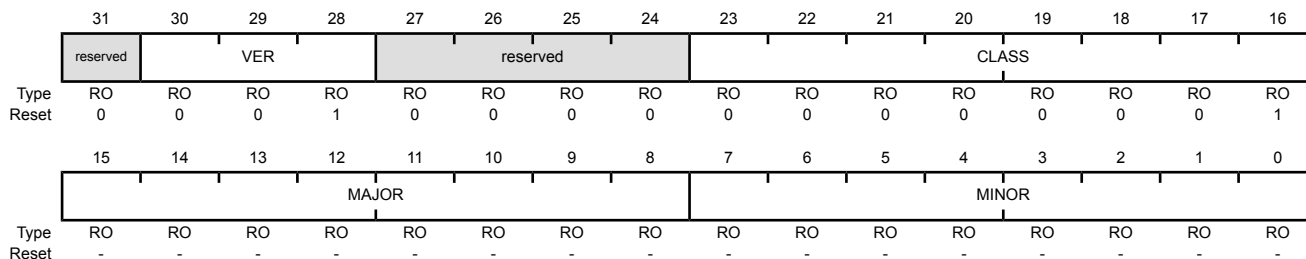 31 30 29 28 27 26 25 24 23 22 21 20 19 18 17 16
reserved VER reserved CLASS
Type RO RO RO RO RO RO RO RO RO RO RO RO RO RO RO RO
Reset 0 0 0 1 0 0 0 0 0 0 0 0 0 0 0 1
15 14 13 12 11 10 9 8 7 6 5 4 3 2 1 0
MAJOR MINOR
Type RO RO RO RO RO RO RO RO RO RO RO RO RO RO RO RO
Reset - - - - - - - - - - - - - - - -